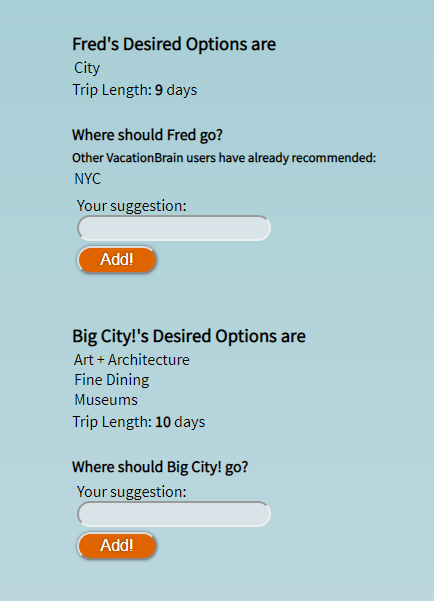 Fred's Desired Options are
City
Trip Length: 9 days
Where should Fred go?
Other VacationBrain users have already recommended:
NYC
Your suggestion:
Add!
Big City!'s Desired Options are
Art + Architecture
Fine Dining
Museums
Trip Length: 10 days
Where should Big City! go?
Your suggestion:
Add!